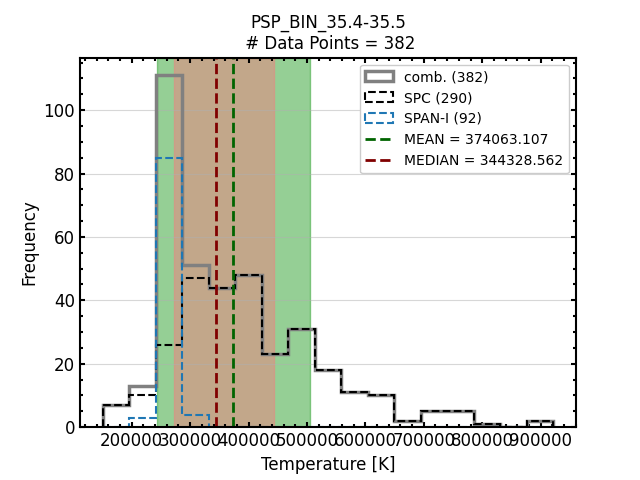 PSP_BIN_35.4-35.5
# Data Points = 382
comb. (382)
SPC (290)
SPAN-I (92)
MEAN = 374063.107
MEDIAN = 344328.562
Frequency
100
80
60
40
20
0
200000 300000 400000 500000 600000 700000 800000 900000
Temperature [K]